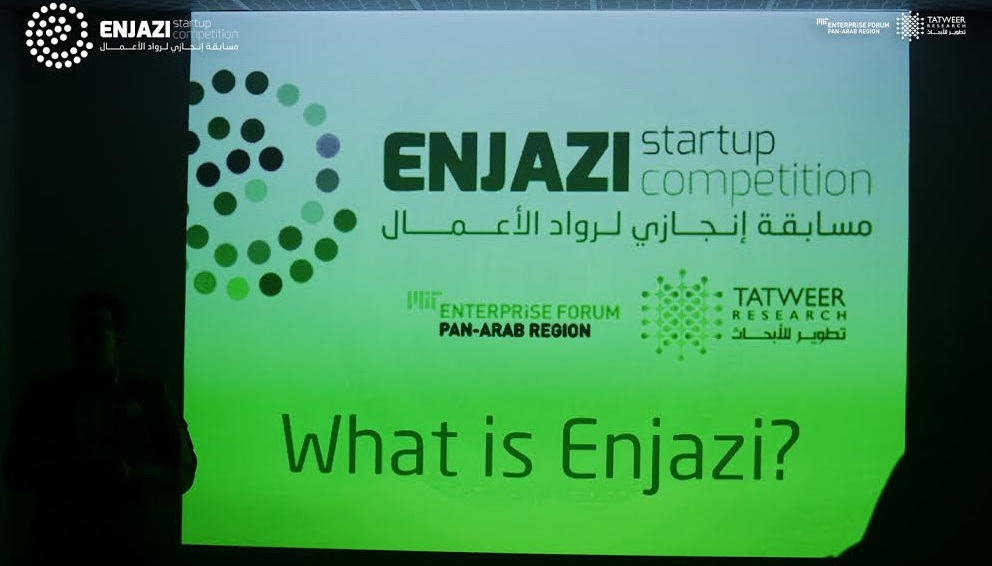 ENJAZI startup
competition
مسابقة إنجازي لرواد الأعمال
MIT ENTERPRISE FORUM
PAN-ARAB REGION
TATWEER
RESEARCH
تطوير للأبحاث
ENJAZI startup
competition
مسابقة إنجازي لرواد الأعمال
MIT ENTERPRISE FORUM
PAN-ARAB REGION
TATWEER
RESEARCH
تطوير للأبحاث
What is Enjazi?